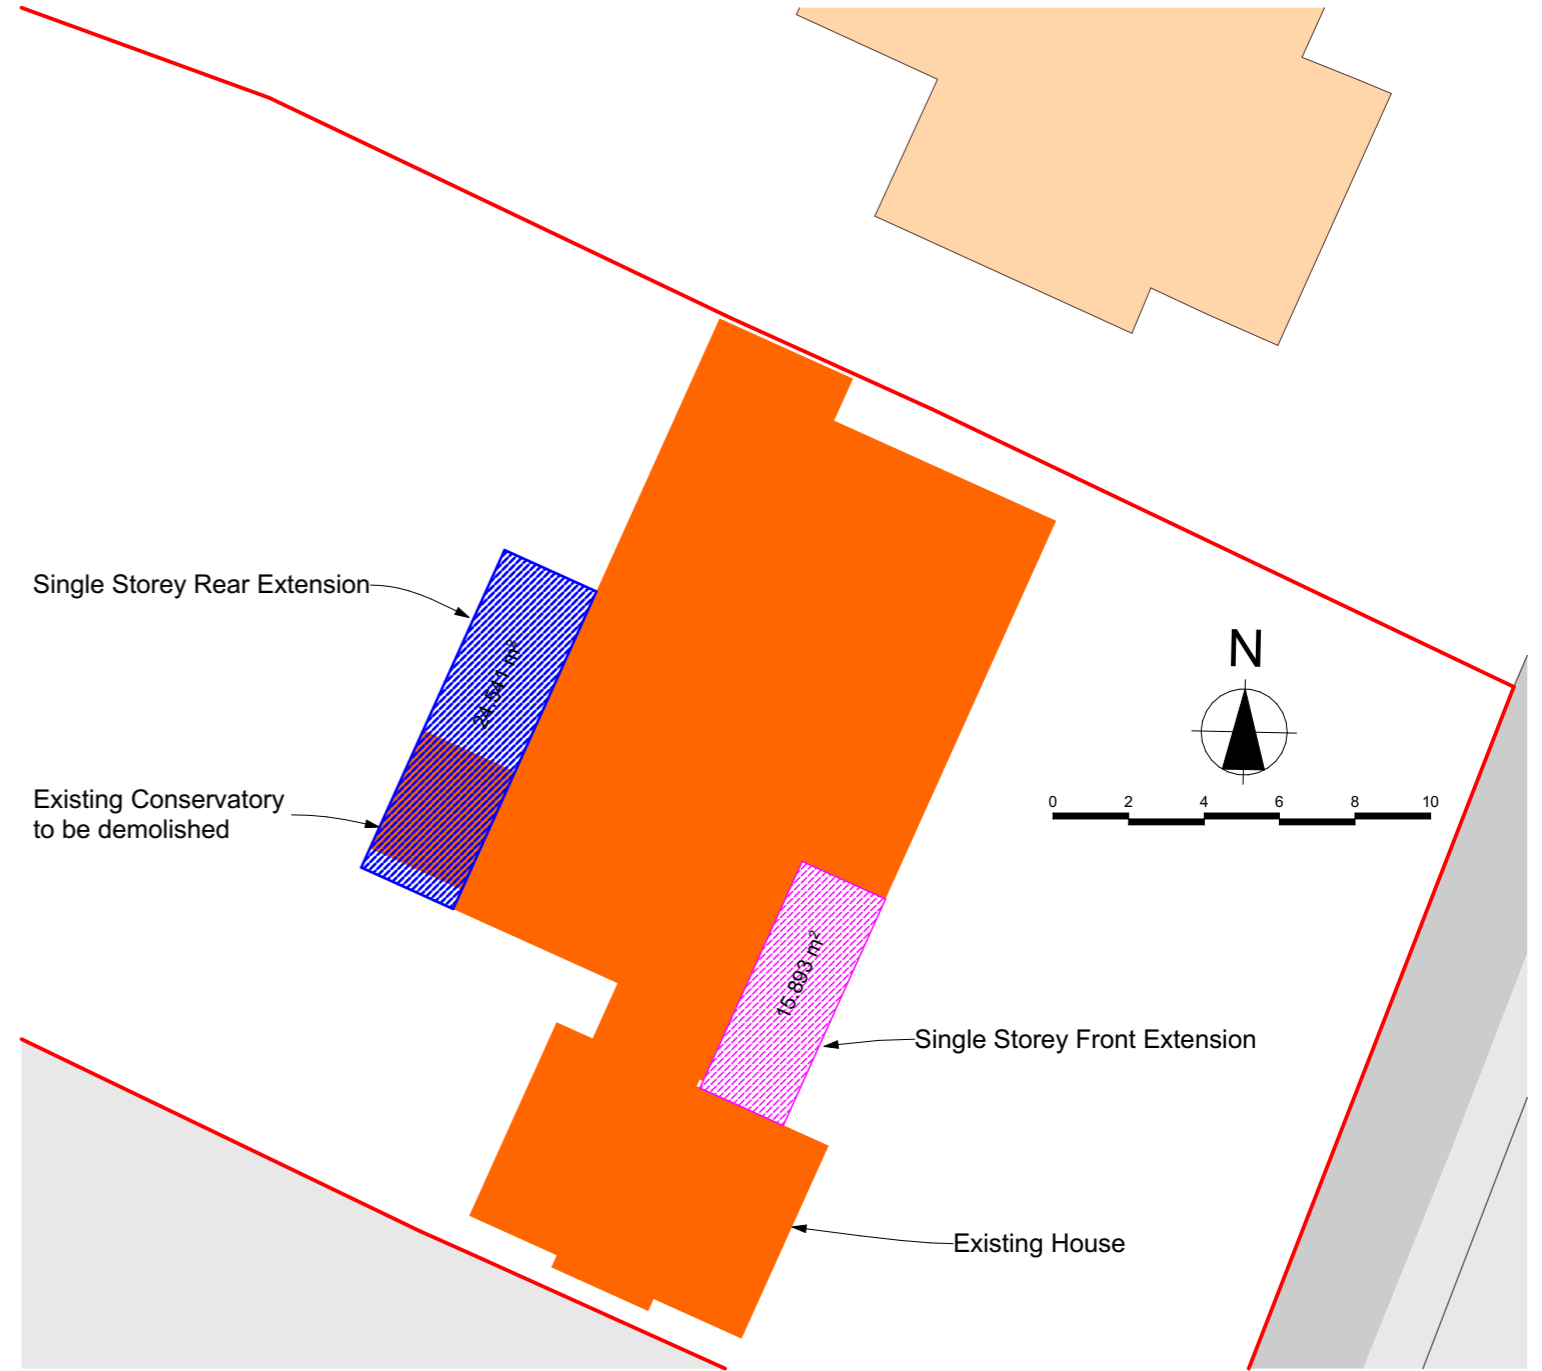 Single Storey Rear Extension
24.541 m²
N
0 2 4 6 8 10
Existing Conservatory
to be demolished
15.893 m²
Single Storey Front Extension
Existing House